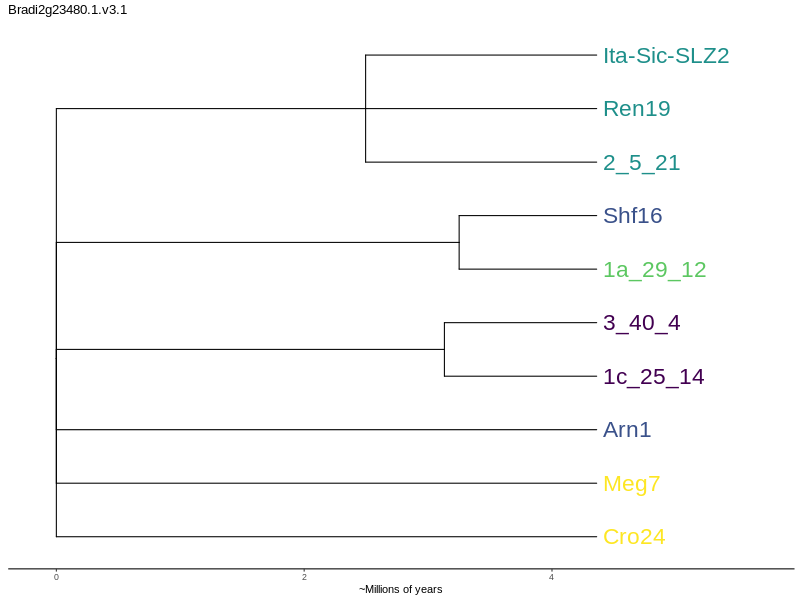 Bradi2g23480.1.v3.1
Ita-Sic-SLZ2
Ren19
2_5_21
Shf16
1a_29_12
3_40_4
1c_25_14
Arn1
Meg7
Cro24
0 2 4
~Millions of years